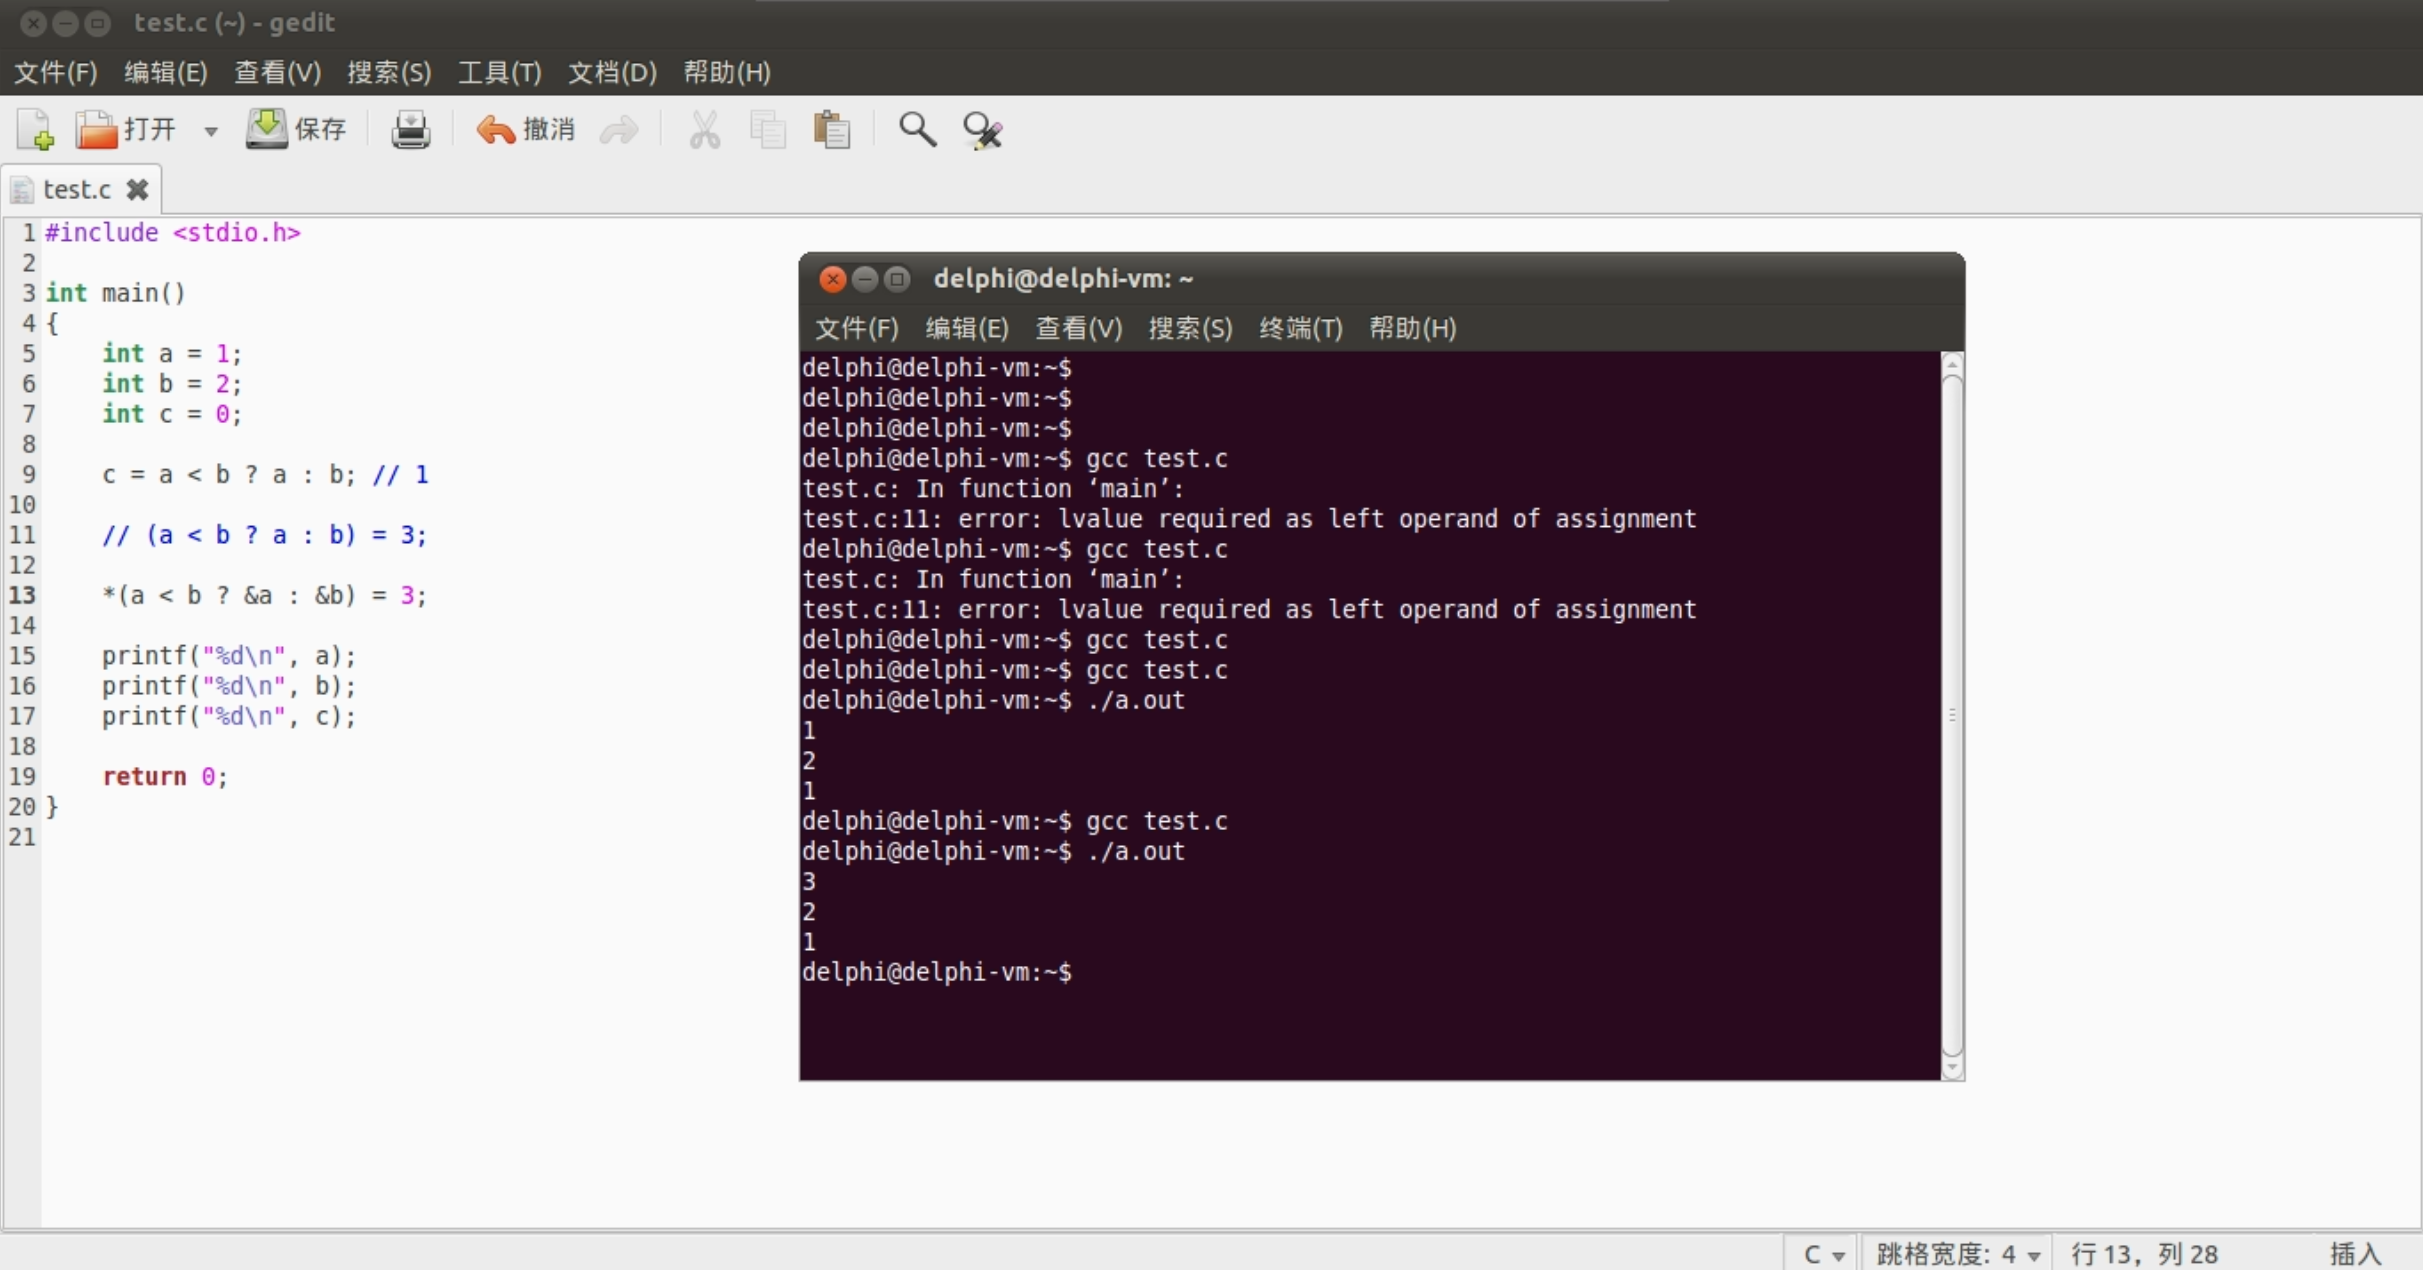 test.c (~) - gedit
文件(F) 编辑(E) 查看(V) 搜索(S) 工具(T) 文档(D) 帮助(H)
打开 保存 撤消
test.c
1 #include <stdio.h>
2
3 int main()
4 {
5     int a = 1;
6     int b = 2;
7     int c = 0;
8
9     c = a < b ? a : b; // 1
10
11     // (a < b ? a : b) = 3;
12
13     *(a < b ? &a : &b) = 3;
14
15     printf("%d\n", a);
16     printf("%d\n", b);
17     printf("%d\n", c);
18
19     return 0;
20 }
21
delphi@delphi-vm: ~
文件(F) 编辑(E) 查看(V) 搜索(S) 终端(T) 帮助(H)
delphi@delphi-vm:~$
delphi@delphi-vm:~$
delphi@delphi-vm:~$
delphi@delphi-vm:~$ gcc test.c
test.c: In function ‘main’:
test.c:11: error: lvalue required as left operand of assignment
delphi@delphi-vm:~$ gcc test.c
test.c: In function ‘main’:
test.c:11: error: lvalue required as left operand of assignment
delphi@delphi-vm:~$ gcc test.c
delphi@delphi-vm:~$ gcc test.c
delphi@delphi-vm:~$ ./a.out
1
2
1
delphi@delphi-vm:~$ gcc test.c
delphi@delphi-vm:~$ ./a.out
3
2
1
delphi@delphi-vm:~$
C 跳格宽度: 4 行 13，列 28 插入